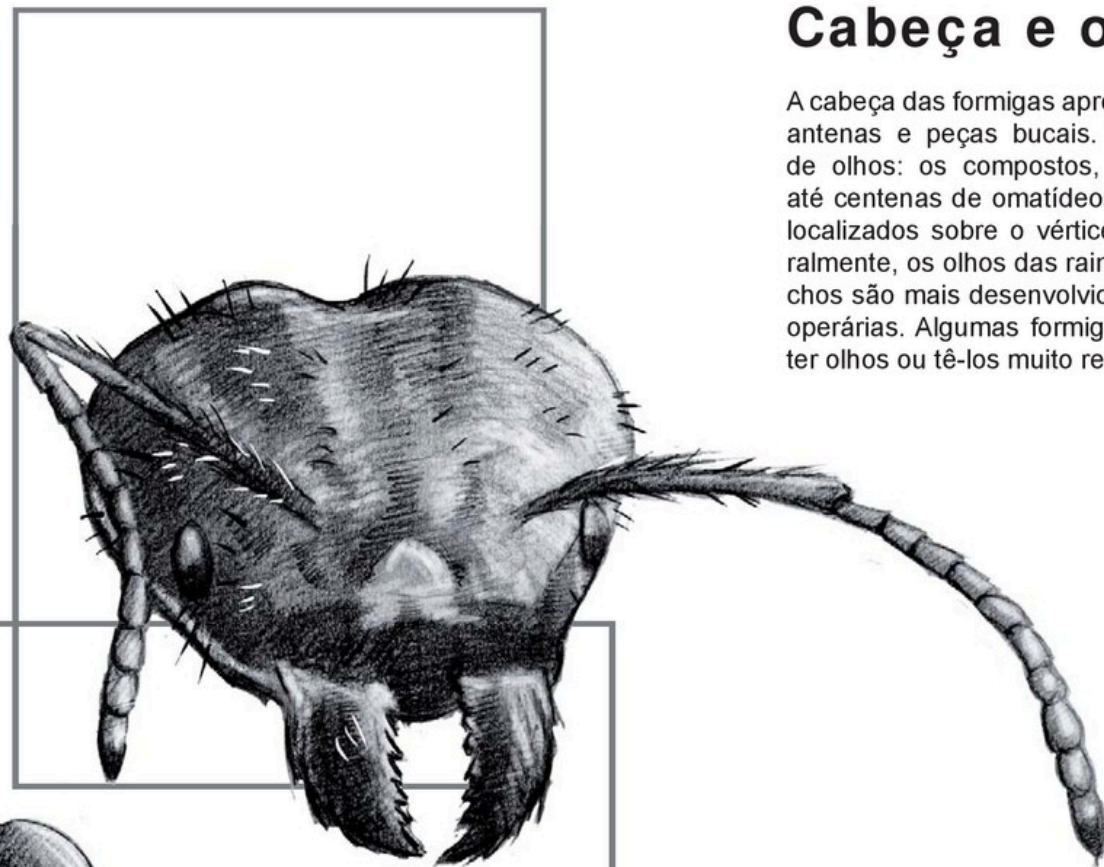 Cabeça e o
A cabeça das formigas apre
antenas e peças bucais.
de olhos: os compostos,
até centenas de omatídeo
localizados sobre o vértic
ralmente, os olhos das rain
chos são mais desenvolvid
operárias. Algumas formig
ter olhos ou tê-los muito re